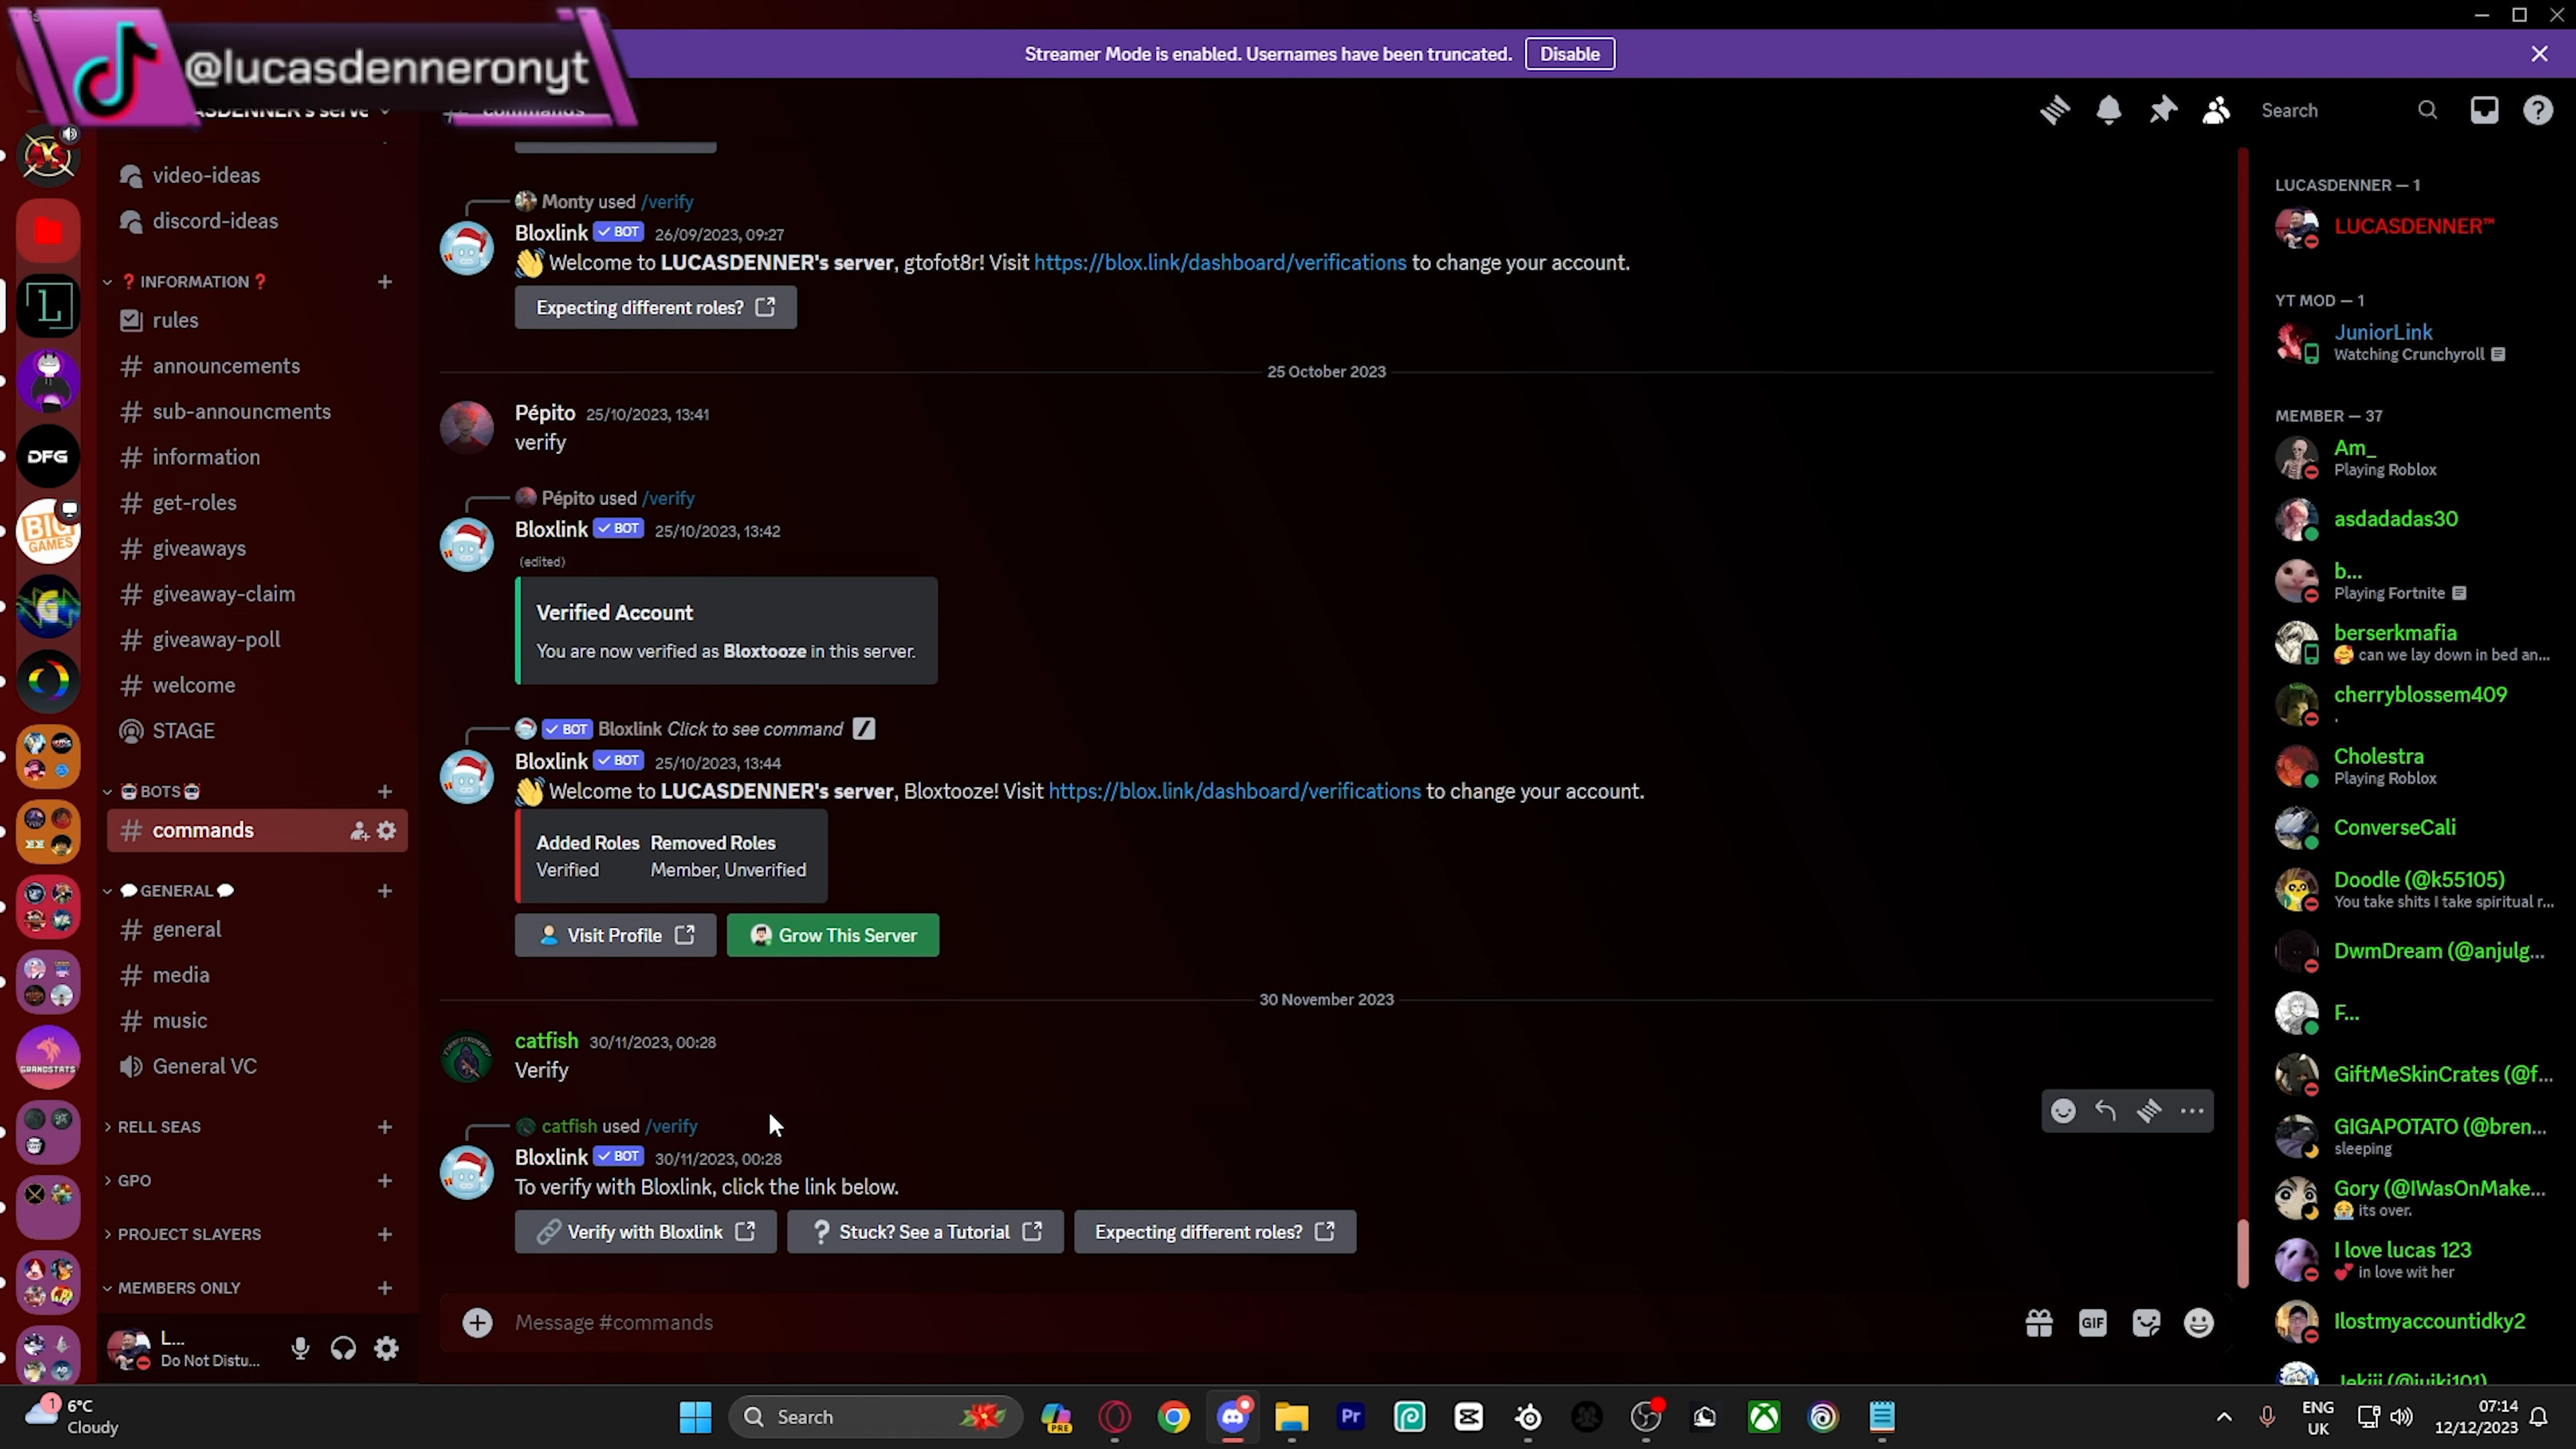 @lucasdenneronyt
Streamer Mode is enabled. Usernames have been truncated.
Disable
ASDENNER's serve
commands
Search
video-ideas
discord-ideas
❓ INFORMATION ❓
rules
announcements
sub-announcments
information
get-roles
giveaways
giveaway-claim
giveaway-poll
welcome
STAGE
BOTS
commands
GENERAL
general
media
music
General VC
RELL SEAS
GPO
PROJECT SLAYERS
MEMBERS ONLY
L...
Do Not Distu...
DFG
BIG
GAMES
GRANDSTATS
Monty used /verify
Bloxlink ✓ BOT 26/09/2023, 09:27
👋 Welcome to LUCASDENNER's server, gtofot8r! Visit https://blox.link/dashboard/verifications to change your account.
Expecting different roles?
25 October 2023
Pépito 25/10/2023, 13:41
verify
Pépito used /verify
Bloxlink ✓ BOT 25/10/2023, 13:42
(edited)
Verified Account
You are now verified as Bloxtooze in this server.
✓ BOT Bloxlink Click to see command
Bloxlink ✓ BOT 25/10/2023, 13:44
👋 Welcome to LUCASDENNER's server, Bloxtooze! Visit https://blox.link/dashboard/verifications to change your account.
Added Roles Removed Roles
Verified Member, Unverified
Visit Profile
Grow This Server
30 November 2023
catfish 30/11/2023, 00:28
Verify
catfish used /verify
Bloxlink ✓ BOT 30/11/2023, 00:28
To verify with Bloxlink, click the link below.
Verify with Bloxlink
Stuck? See a Tutorial
Expecting different roles?
Message #commands
GIF
LUCASDENNER — 1
LUCASDENNER™
YT MOD — 1
JuniorLink
Watching Crunchyroll
MEMBER — 37
Am_
Playing Roblox
asdadadas30
b...
Playing Fortnite
berserkmafia
🥰 can we lay down in bed an...
cherryblossem409
.
Cholestra
Playing Roblox
ConverseCali
Doodle (@k55105)
You take shits I take spiritual r...
DwmDream (@anjulg...
F...
GiftMeSkinCrates (@f...
GIGAPOTATO (@bren...
sleeping
Gory (@IWasOnMake...
😭 its over.
I love lucas 123
💕 in love wit her
Ilostmyaccountidky2
Jekiii (@juiki101)
1
6°C
Cloudy
Search
PRE
Pr
ENG
UK
07:14
12/12/2023